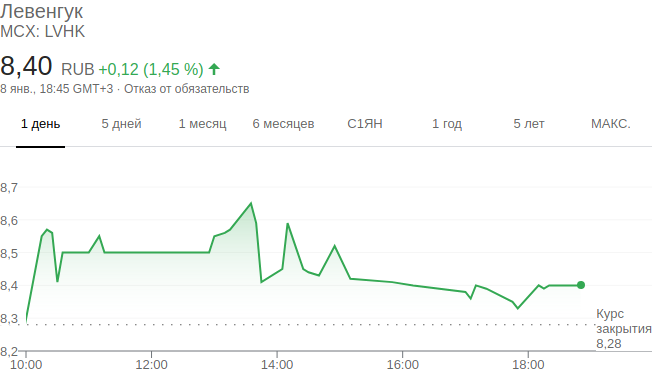 Левенгук
MCX: LVHK
8,40 RUB +0,12 (1,45 %)
8 янв., 18:45 GMT+3 · Отказ от обязательств
1 день 5 дней 1 месяц 6 месяцев С1ЯН 1 год 5 лет МАКС.
8,7
8,6
8,5
8,4
8,3
8,2
Курс
закрытия
8,28
10:00 12:00 14:00 16:00 18:00